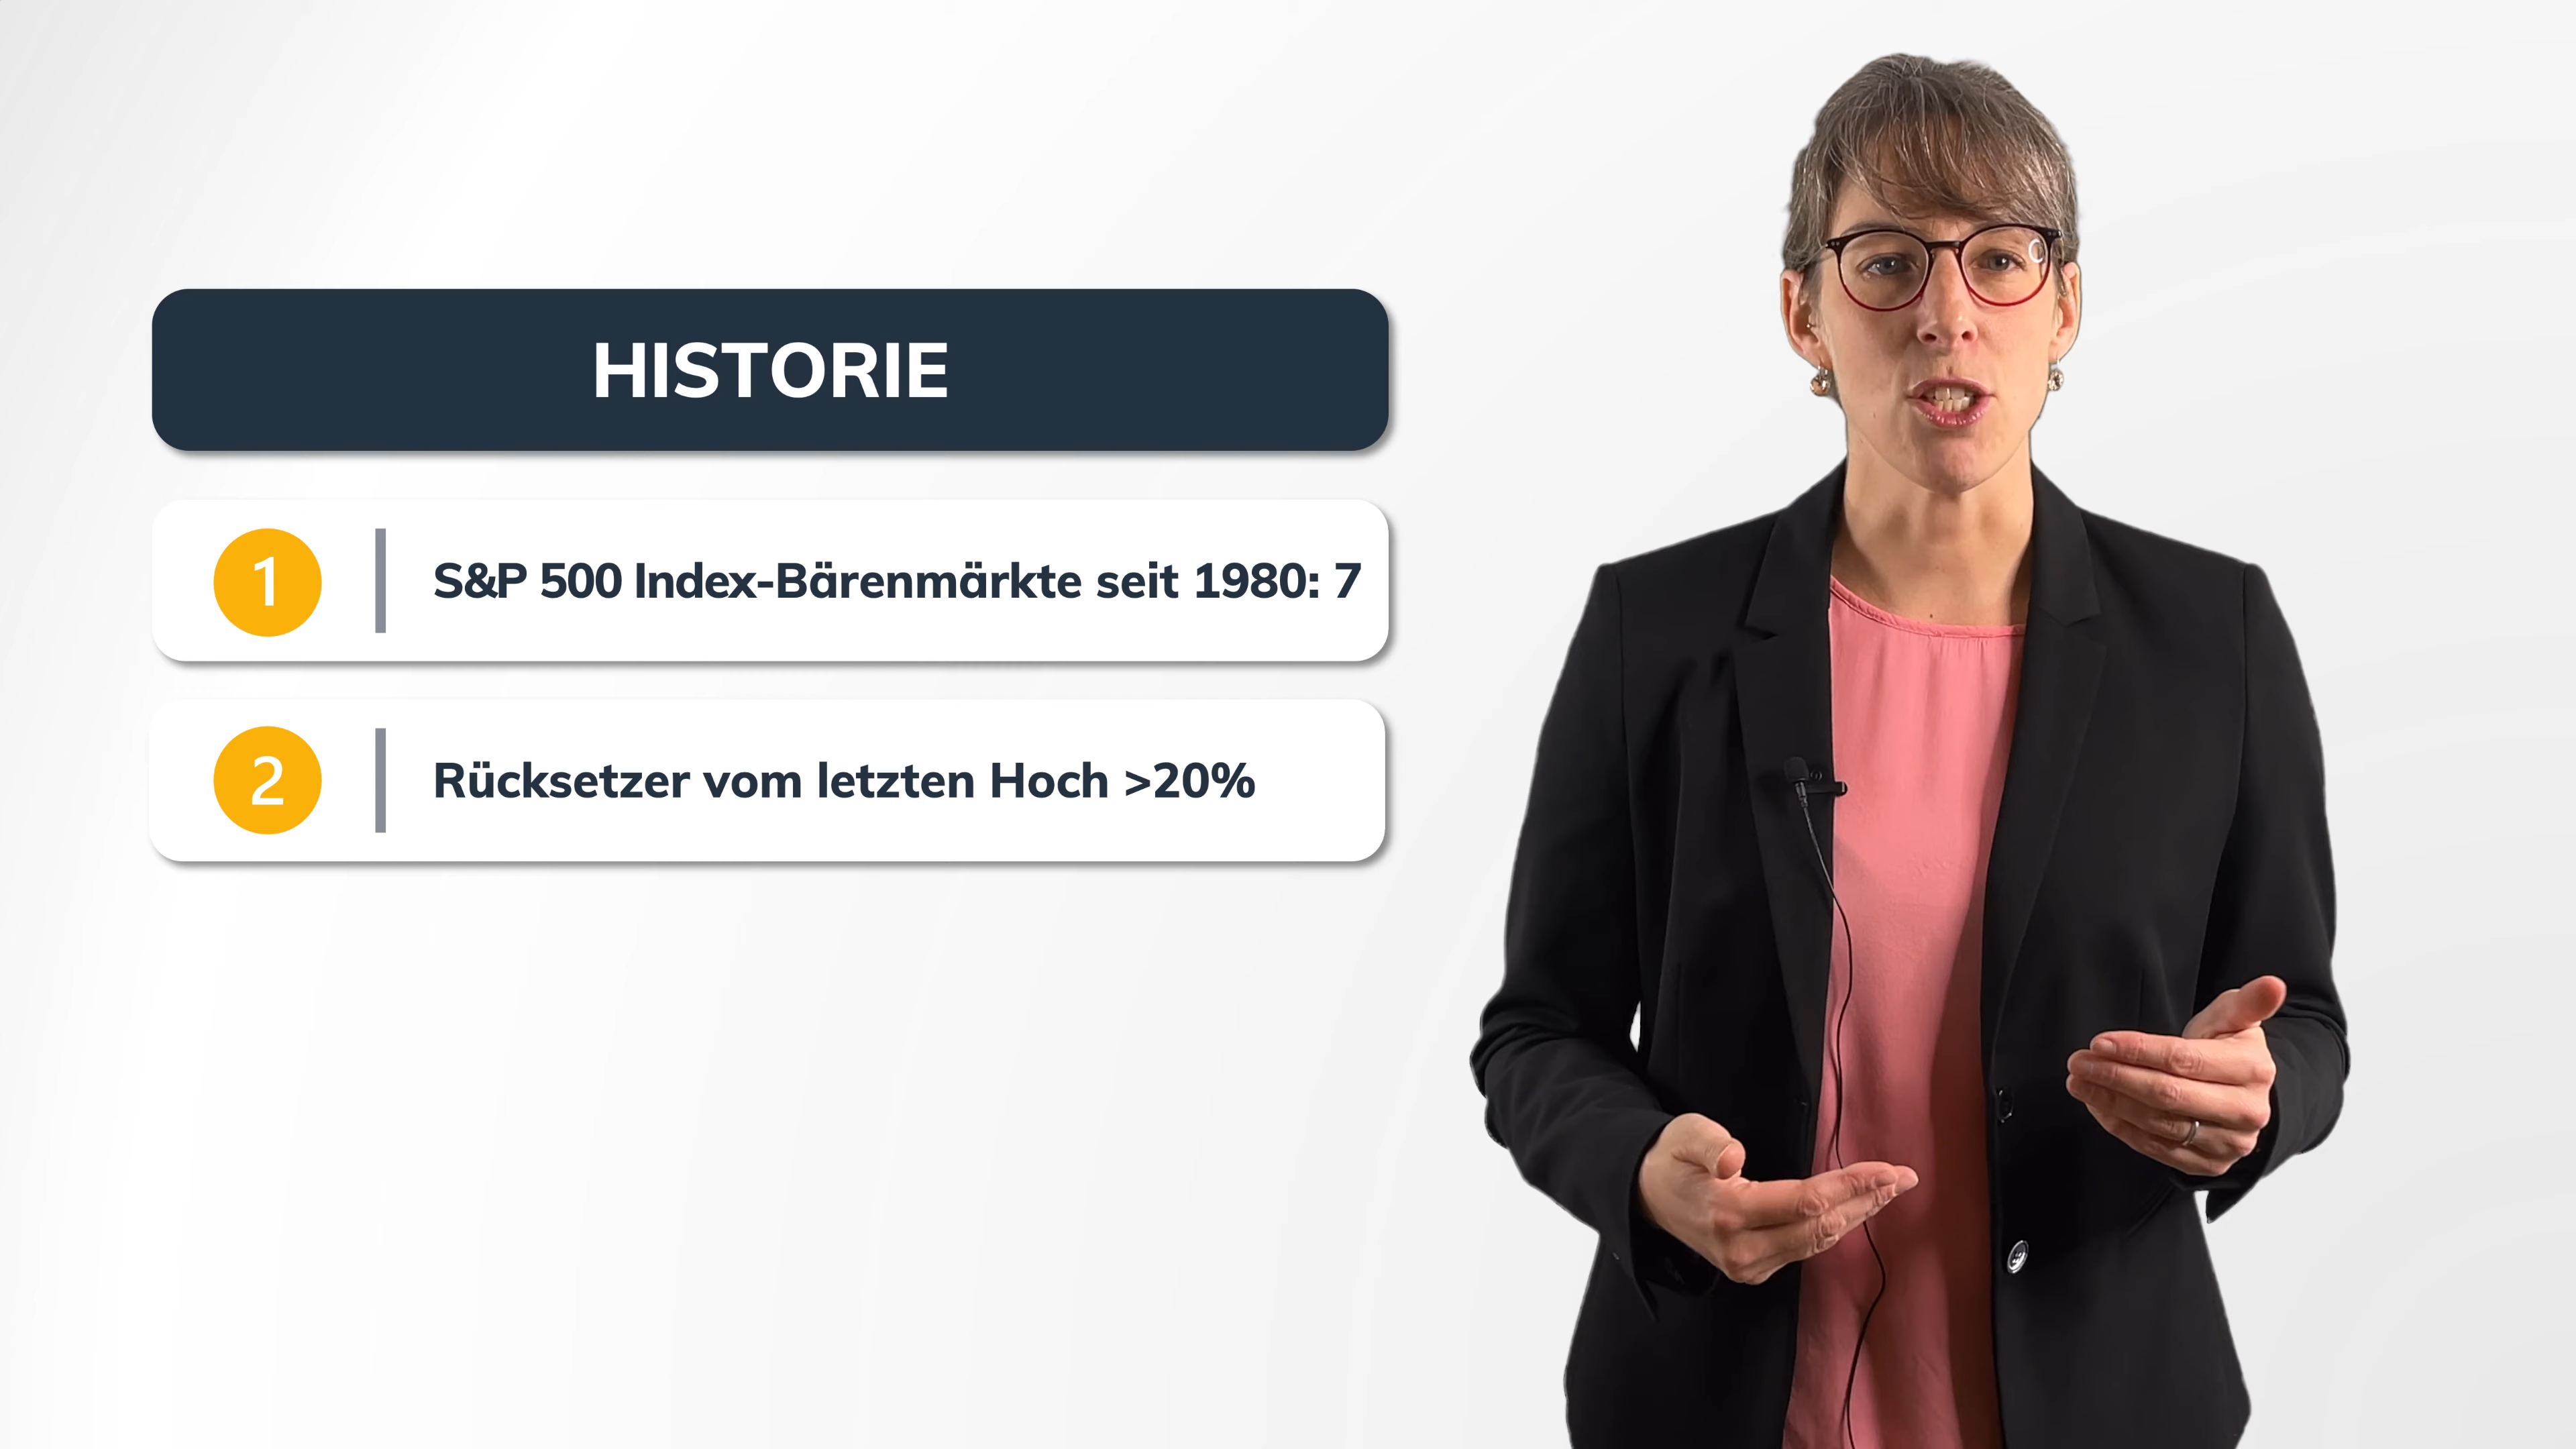 HISTORIE
1
S&P 500 Index-Bärenmärkte seit 1980: 7
2
Rücksetzer vom letzten Hoch >20%